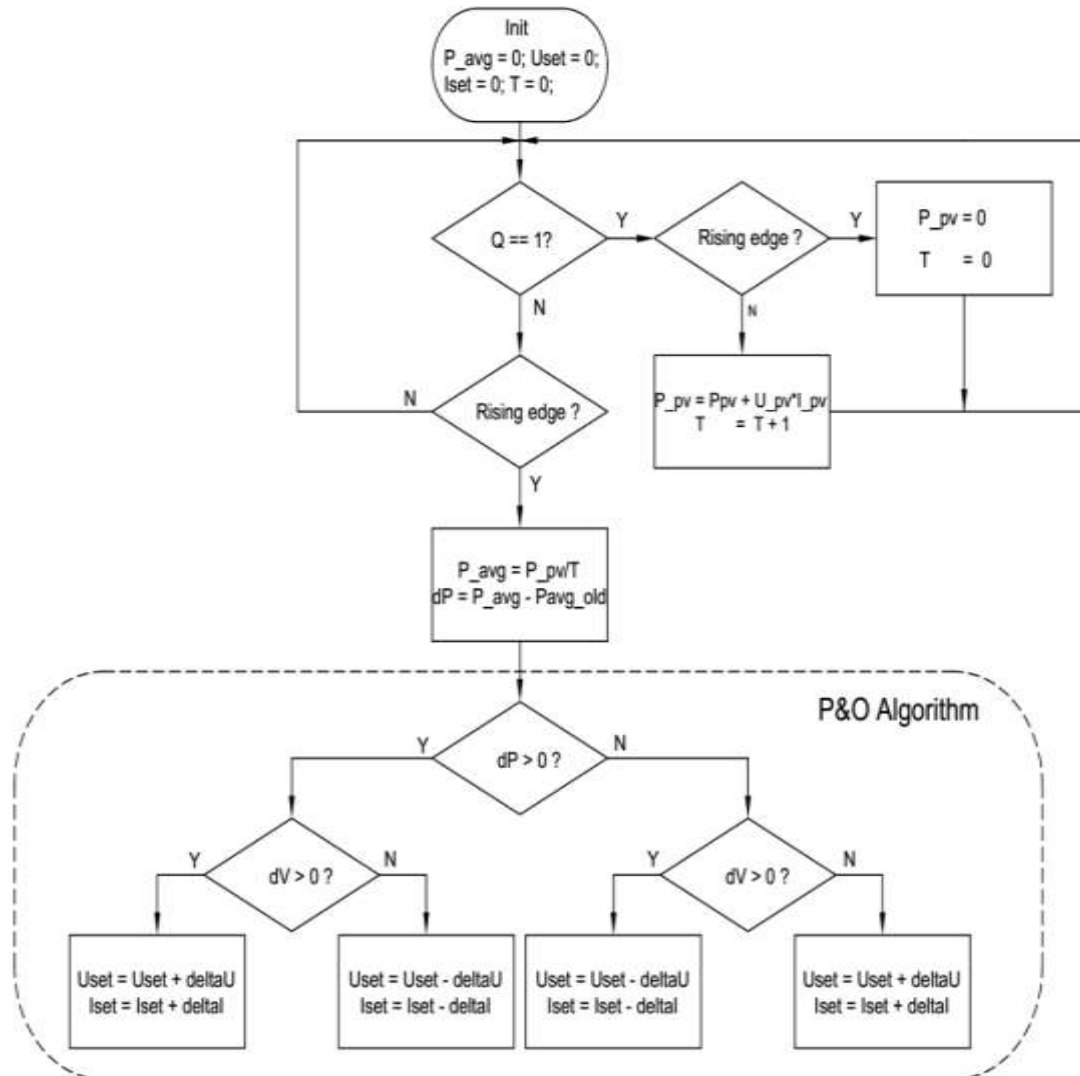 Init
P_avg = 0; Uset = 0;
Iset = 0; T = 0;
Q == 1?
Y
Rising edge ?
Y
P_pv = 0
T = 0
N
N
P_pv = Ppv + U_pv*I_pv
T = T + 1
N
Rising edge ?
Y
P_avg = P_pv/T
dP = P_avg - Pavg_old
P&O Algorithm
Y
dP > 0 ?
N
Y
dV > 0 ?
N
Y
dV > 0 ?
N
Uset = Uset + deltaU
Iset = Iset + deltaI
Uset = Uset - deltaU
Iset = Iset - deltaI
Uset = Uset - deltaU
Iset = Iset - deltaI
Uset = Uset + deltaU
Iset = Iset + deltaI